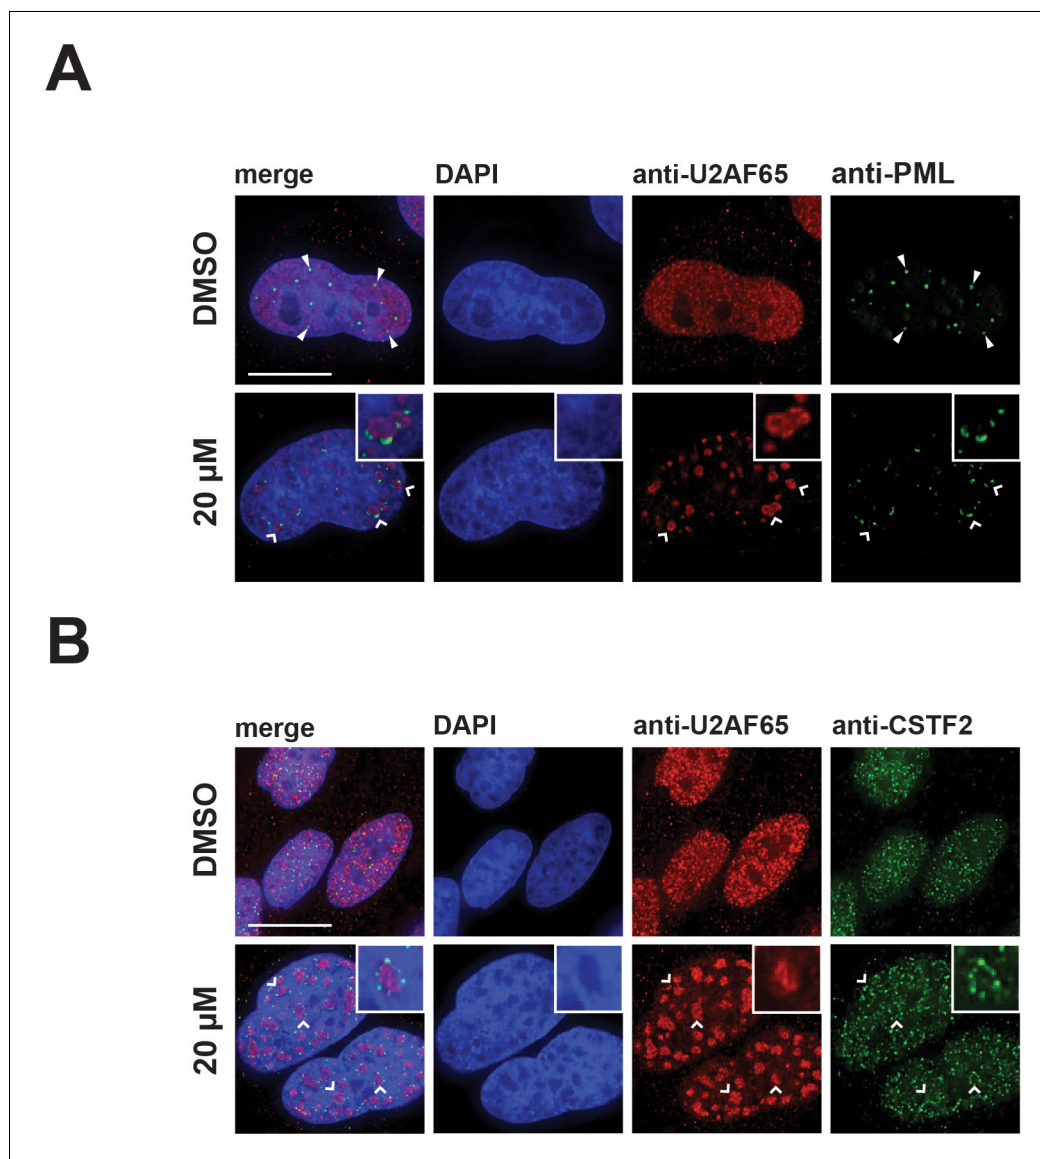 A
merge DAPI anti-U2AF65 anti-PML
DMSO
20 µM
B
merge DAPI anti-U2AF65 anti-CSTF2
DMSO
20 µM